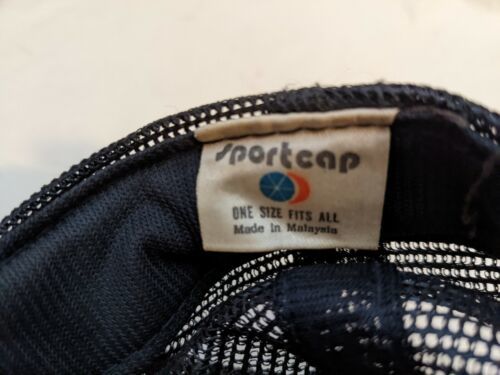 sportcap
ONE SIZE FITS ALL
Made in Malaysia